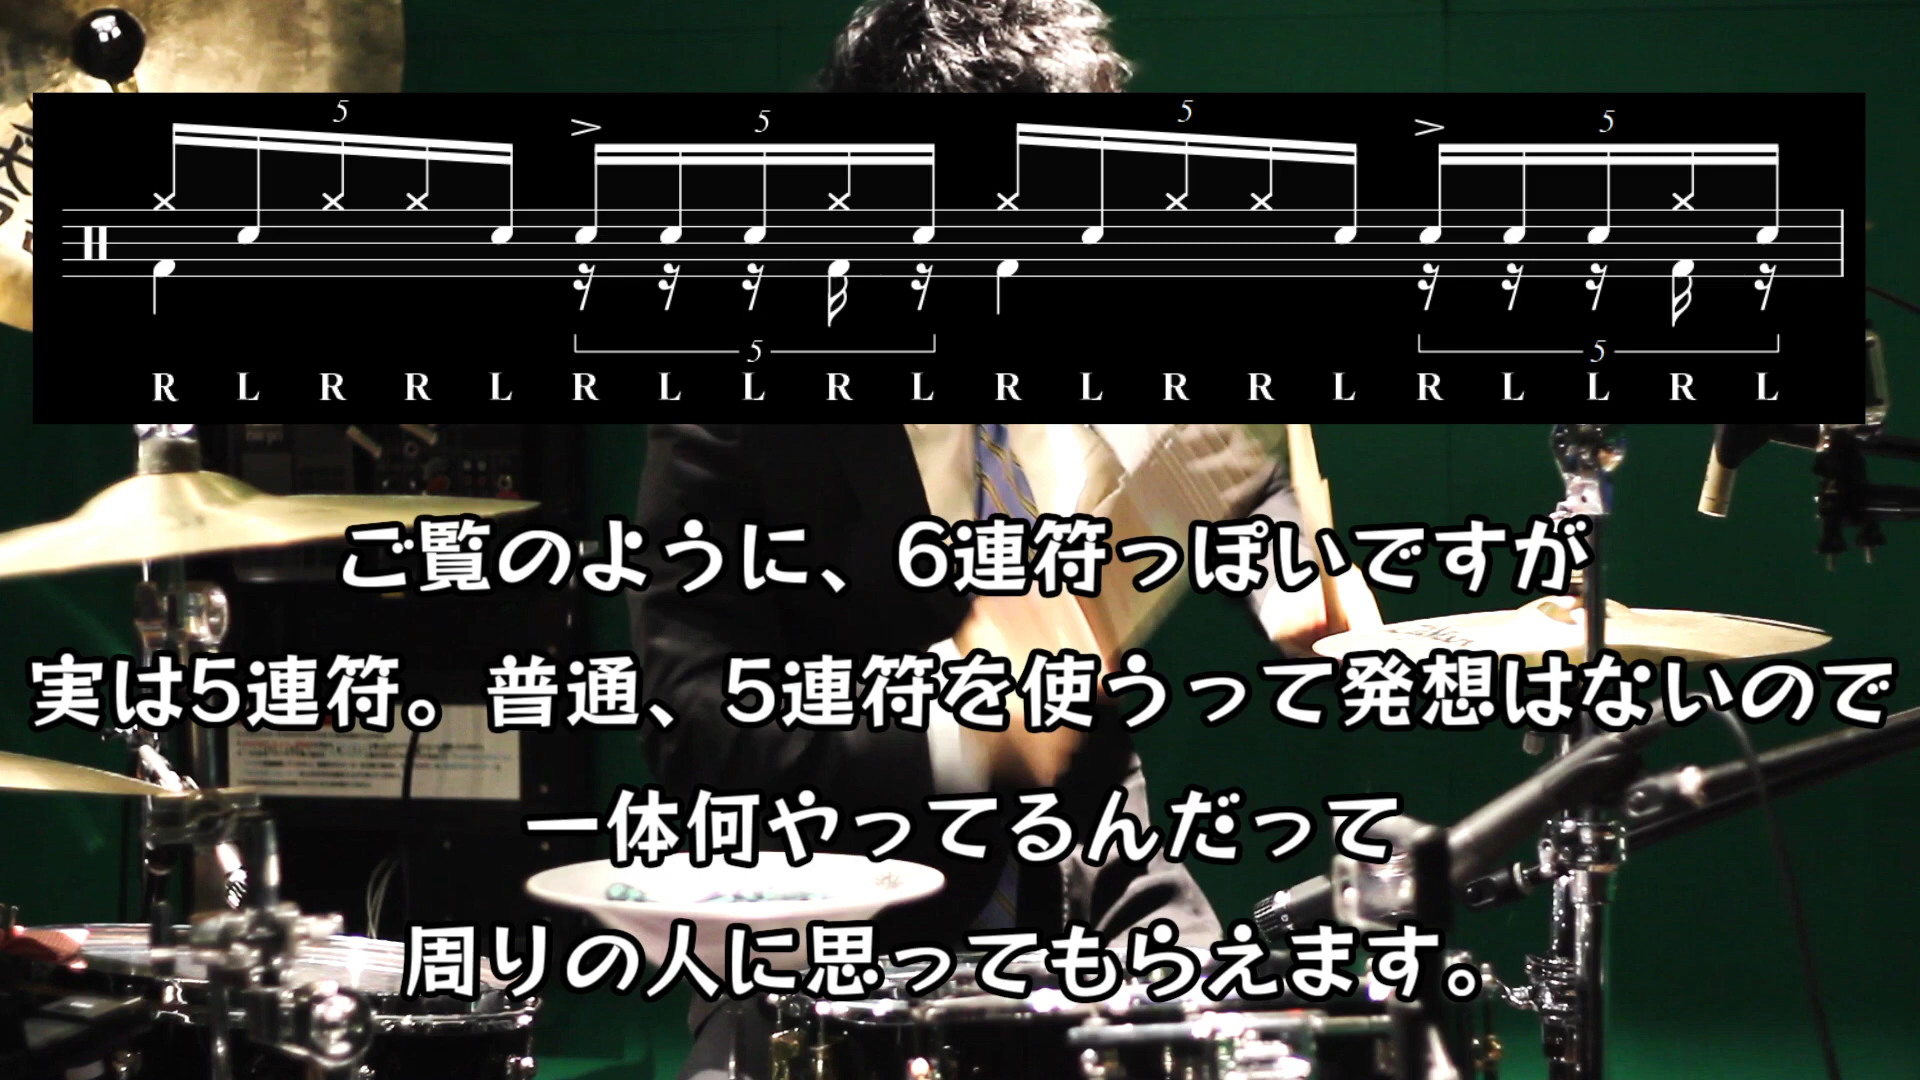 5 > 5 5 > 5
5 5
R L R R L R L L R L R L R R L R L L R L
ご覧のように、6連符っぽいですが
実は5連符。普通、5連符を使うって発想はないので
一体何やってるんだって
周りの人に思ってもらえます。